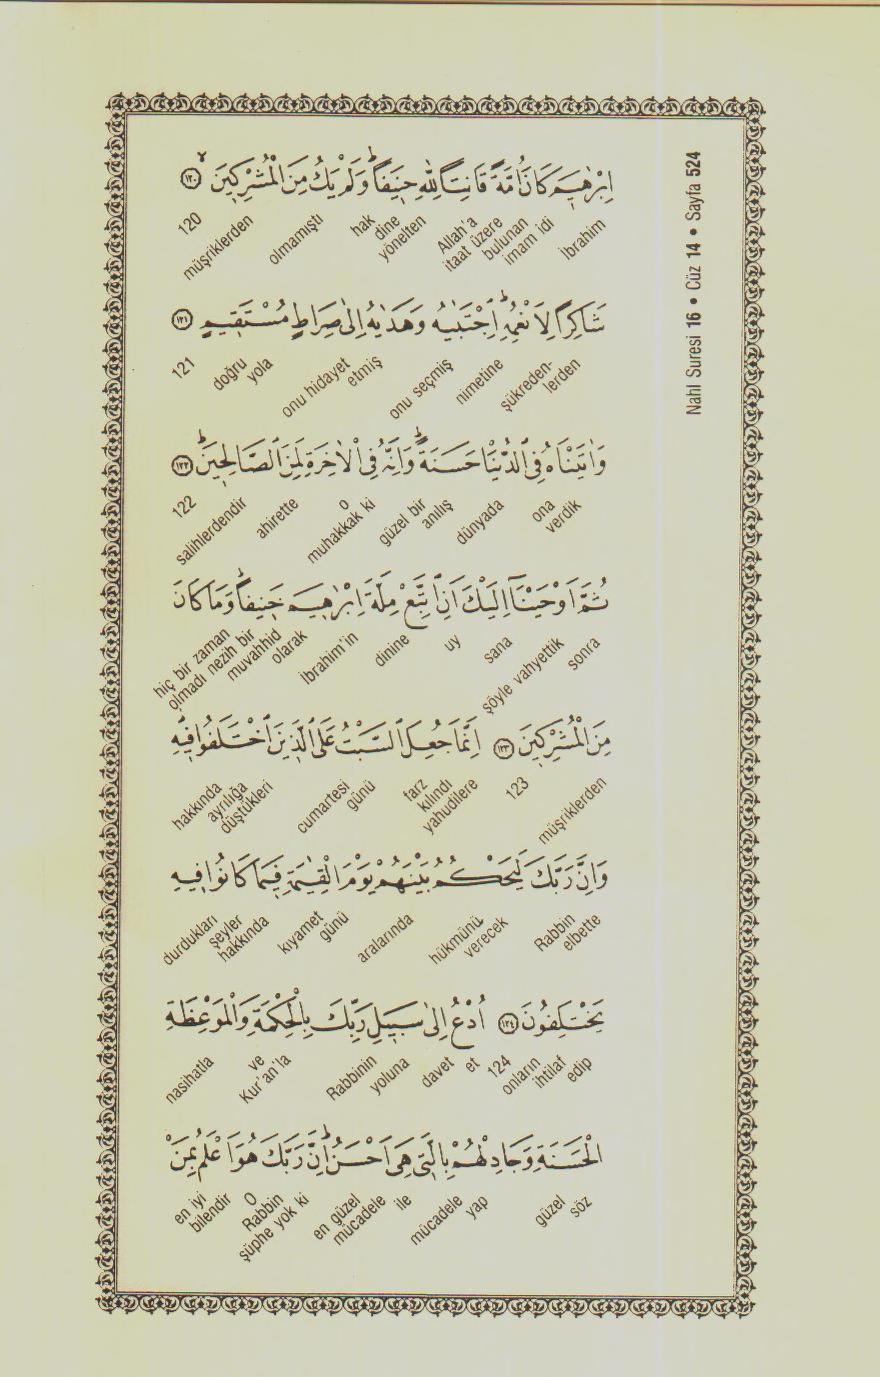 Nahl Suresi 16 • Cüz 14 • Sayfa 524
اِبْرٰهٖيمَ كَانَ اُمَّةً قَانِتًا لِلّٰهِ حَنٖيفًاؕ وَلَمْ يَكُ مِنَ الْمُشْرِكٖينَۙ ﴿١٢٠﴾
İbrahim imam idi bulunan itaat üzere Allah'a yönelten dine hak olmamıştı müşriklerden 120
شَاكِرًا لِاَنْعُمِهِؕ اِجْتَبٰيهُ وَهَدٰيهُ اِلٰى صِرَاطٍ مُسْتَقٖيمٍ ﴿١٢١﴾
şükreden- lerden nimetine onu seçmiş onu hidayet etmiş yola doğru 121
وَاٰتَيْنَاهُ فِى الدُّنْيَا حَسَنَةًؕ وَاِنَّهُ فِى الْاٰخِرَةِ لَمِنَ الصَّالِحٖينَؕ ﴿١٢٢﴾
ona verdik dünyada güzel bir anılış o muhakkak ki ahirette salihlerdendir 122
ثُمَّ اَوْحَيْنَٓا اِلَيْكَ اَنِ اتَّبِعْ مِلَّةَ اِبْرٰهٖيمَ حَنٖيفًاؕ وَمَا كَانَ
sonra şöyle vahyettik sana uy dinine İbrahim'in olarak muvahhid hiç bir zaman olmadı nezih bir
مِنَ الْمُشْرِكٖينَ ﴿١٢٣﴾ اِنَّمَا جُعِلَ السَّبْتُ عَلَى الَّذٖينَ اخْتَلَفُوا فٖيهِ
müşriklerden 123 farz kılındı yahudilere cumartesi günü hakkında ayrılığa düştükleri
وَاِنَّ رَبَّكَ لَيَحْكُمُ بَيْنَهُمْ يَوْمَ الْقِيٰمَةِ فٖيمَا كَانُوا فٖيهِ
Rabbin elbette hükmünü verecek aralarında kıyamet günü durdukları şeyler hakkında
يَخْتَلِفُونَ ﴿١٢٤﴾ اُدْعُ اِلٰى سَبٖيلِ رَبِّكَ بِالْحِكْمَةِ وَالْمَوْعِظَةِ
onların ihtilaf edip 124 davet et yoluna Rabbinin ve Kur'an'la nasihatla
الْحَسَنَةِ وَجَادِلْهُمْ بِالَّتٖى هِىَ اَحْسَنُؕ اِنَّ رَبَّكَ هُوَ اَعْلَمُ بِمَنْ
güzel söz mücadele yap ile en güzel mücadele O Rabbin şüphe yok ki en iyi bilendir